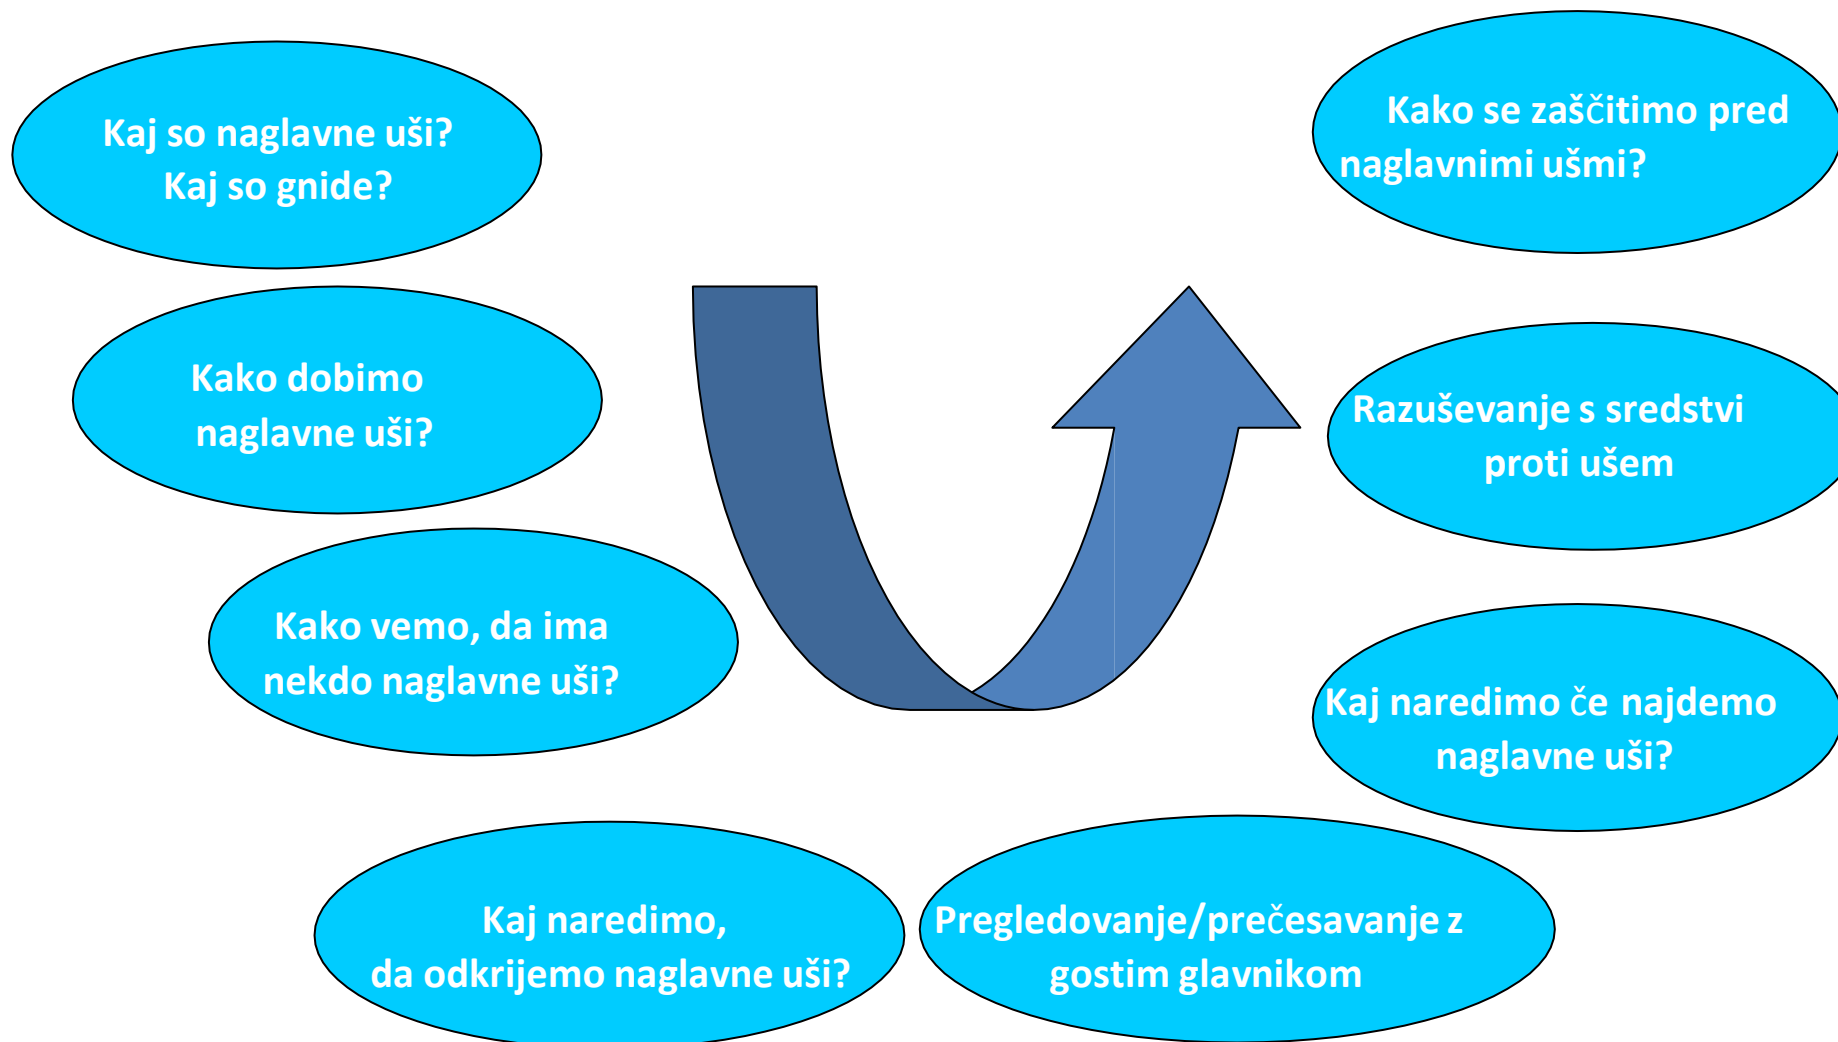 Kaj so naglavne uši?
Kaj so gnide?
Kako dobimo
naglavne uši?
Kako vemo, da ima
nekdo naglavne uši?
Kaj naredimo,
da odkrijemo naglavne uši?
Pregledovanje/prečesavanje z
gostim glavnikom
Kaj naredimo če najdemo
naglavne uši?
Razuševanje s sredstvi
proti ušem
Kako se zaščitimo pred
naglavnimi ušmi?